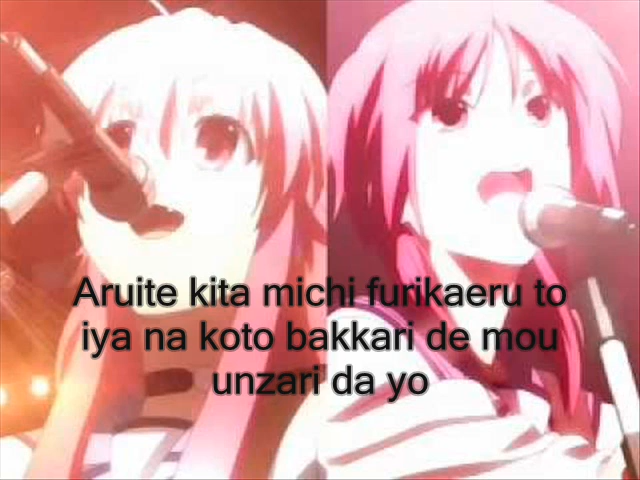 Aruite kita michi furikaeru to
iya na koto bakkari de mou
unzari da yo